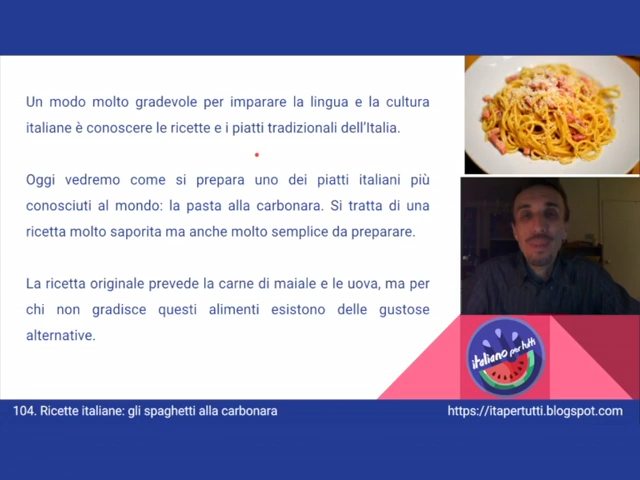 Un modo molto gradevole per imparare la lingua e la cultura
italiane è conoscere le ricette e i piatti tradizionali dell'Italia.
Oggi vedremo come si prepara uno dei piatti italiani più
conosciuti al mondo: la pasta alla carbonara. Si tratta di una
ricetta molto saporita ma anche molto semplice da preparare.
La ricetta originale prevede la carne di maiale e le uova, ma per
chi non gradisce questi alimenti esistono delle gustose
alternative.
italiano per tutti
104. Ricette italiane: gli spaghetti alla carbonara
https://itapertutti.blogspot.com